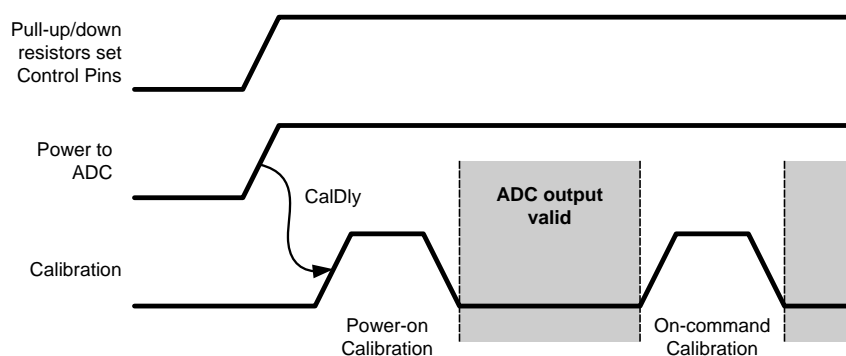 Pull-up/down
resistors set
Control Pins
Power to
ADC
CalDly
ADC output
valid
Calibration
Power-on
Calibration
On-command
Calibration